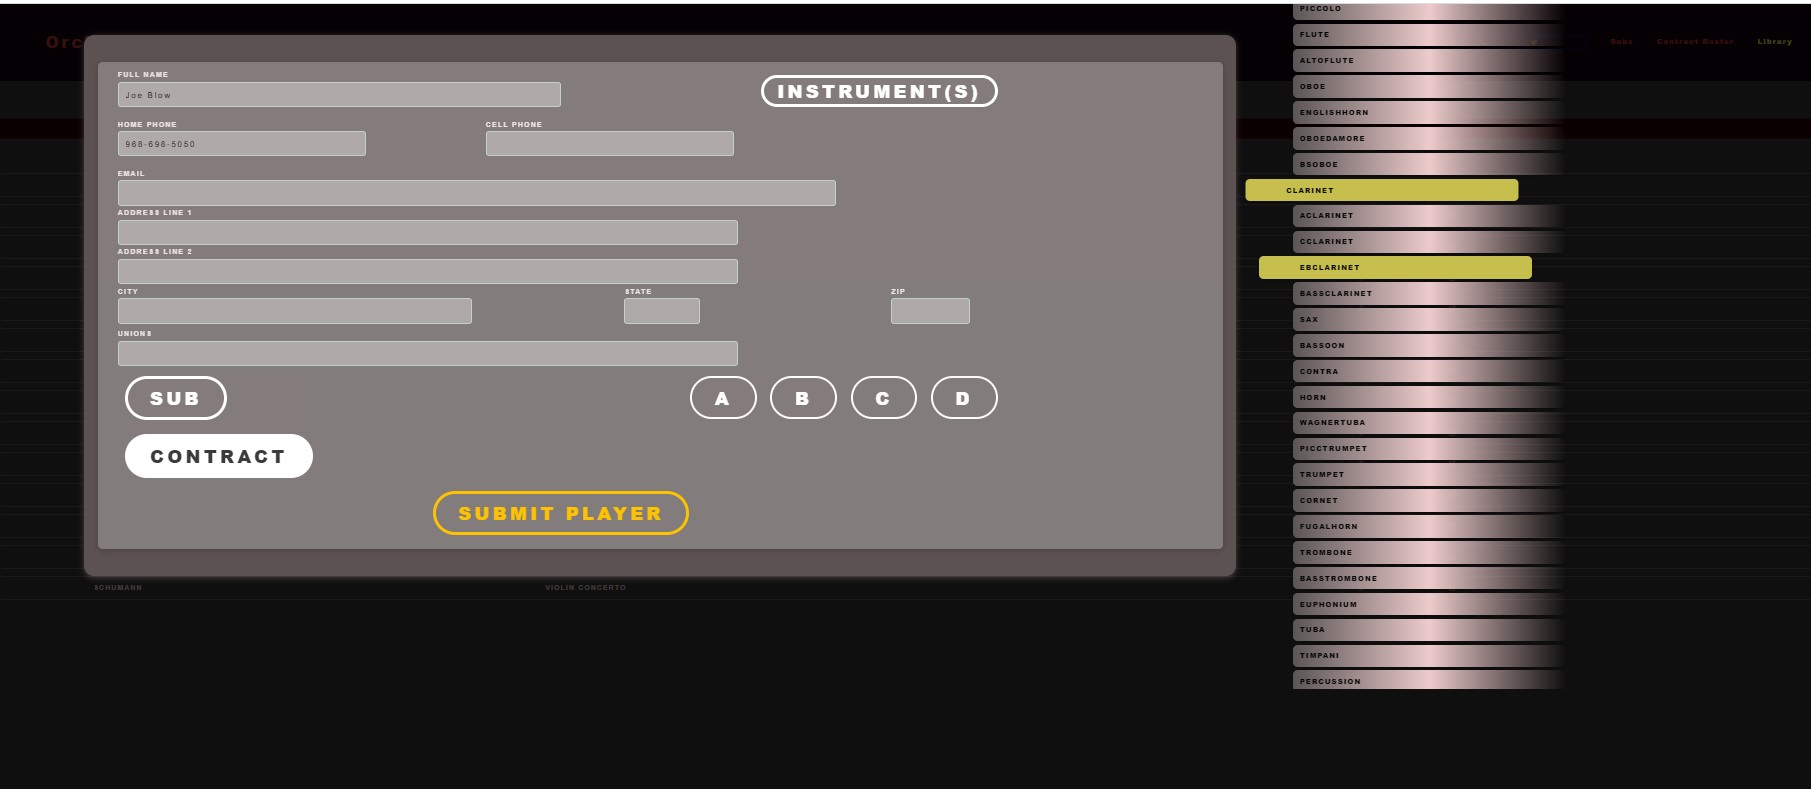 Orc
Subs Contract Roster Library
FULL NAME
Joe Blow
INSTRUMENT(S)
HOME PHONE CELL PHONE
968-698-5050
EMAIL
ADDRESS LINE 1
ADDRESS LINE 2
CITY STATE ZIP
UNIONS
SUB A B C D
CONTRACT
SUBMIT PLAYER
SCHUMANN VIOLIN CONCERTO
PICCOLO
FLUTE
ALTOFLUTE
OBOE
ENGLISHHORN
OBOEDAMORE
BSOBOE
CLARINET
ACLARINET
CCLARINET
EBCLARINET
BASSCLARINET
SAX
BASSOON
CONTRA
HORN
WAGNERTUBA
PICCTRUMPET
TRUMPET
CORNET
FUGALHORN
TROMBONE
BASSTROMBONE
EUPHONIUM
TUBA
TIMPANI
PERCUSSION